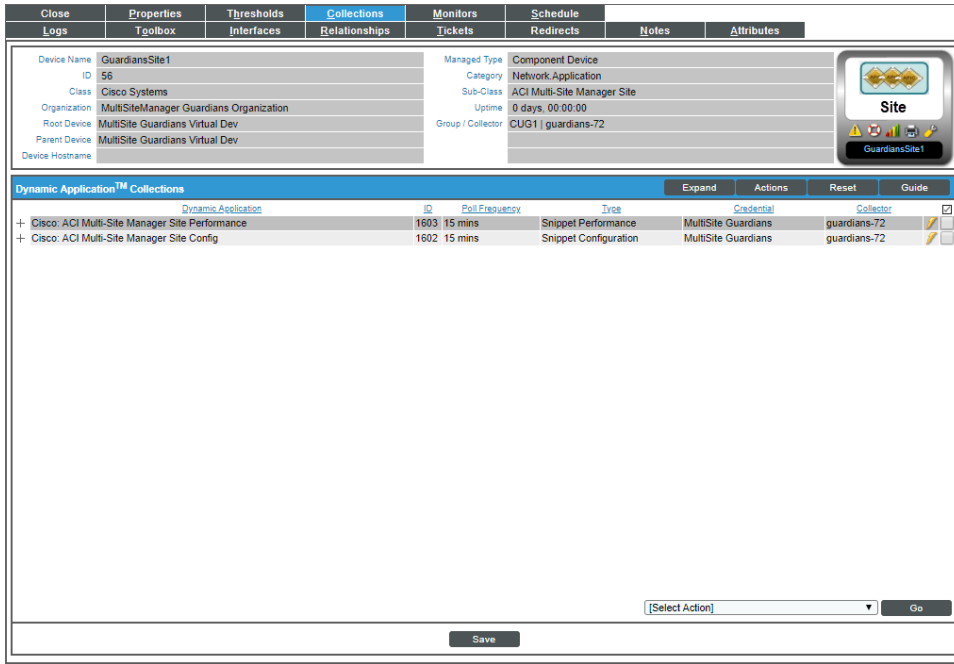 Close Properties Thresholds Collections Monitors Schedule
Logs Toolbox Interfaces Relationships Tickets Redirects Notes Attributes
Device Name GuardiansSite1 Managed Type Component Device
ID 56 Category Network.Application
Class Cisco Systems Sub-Class ACI Multi-Site Manager Site
Organization MultiSiteManager Guardians Organization Uptime 0 days, 00:00:00
Root Device MultiSite Guardians Virtual Dev Group / Collector CUG1 | guardians-72
Parent Device MultiSite Guardians Virtual Dev
Device Hostname
Site
GuardiansSite1
Dynamic Application™ Collections Expand Actions Reset Guide
Dynamic Application ID Poll Frequency Type Credential Collector
+ Cisco: ACI Multi-Site Manager Site Performance 1603 15 mins Snippet Performance MultiSite Guardians guardians-72
+ Cisco: ACI Multi-Site Manager Site Config 1602 15 mins Snippet Configuration MultiSite Guardians guardians-72
[Select Action] Go
Save